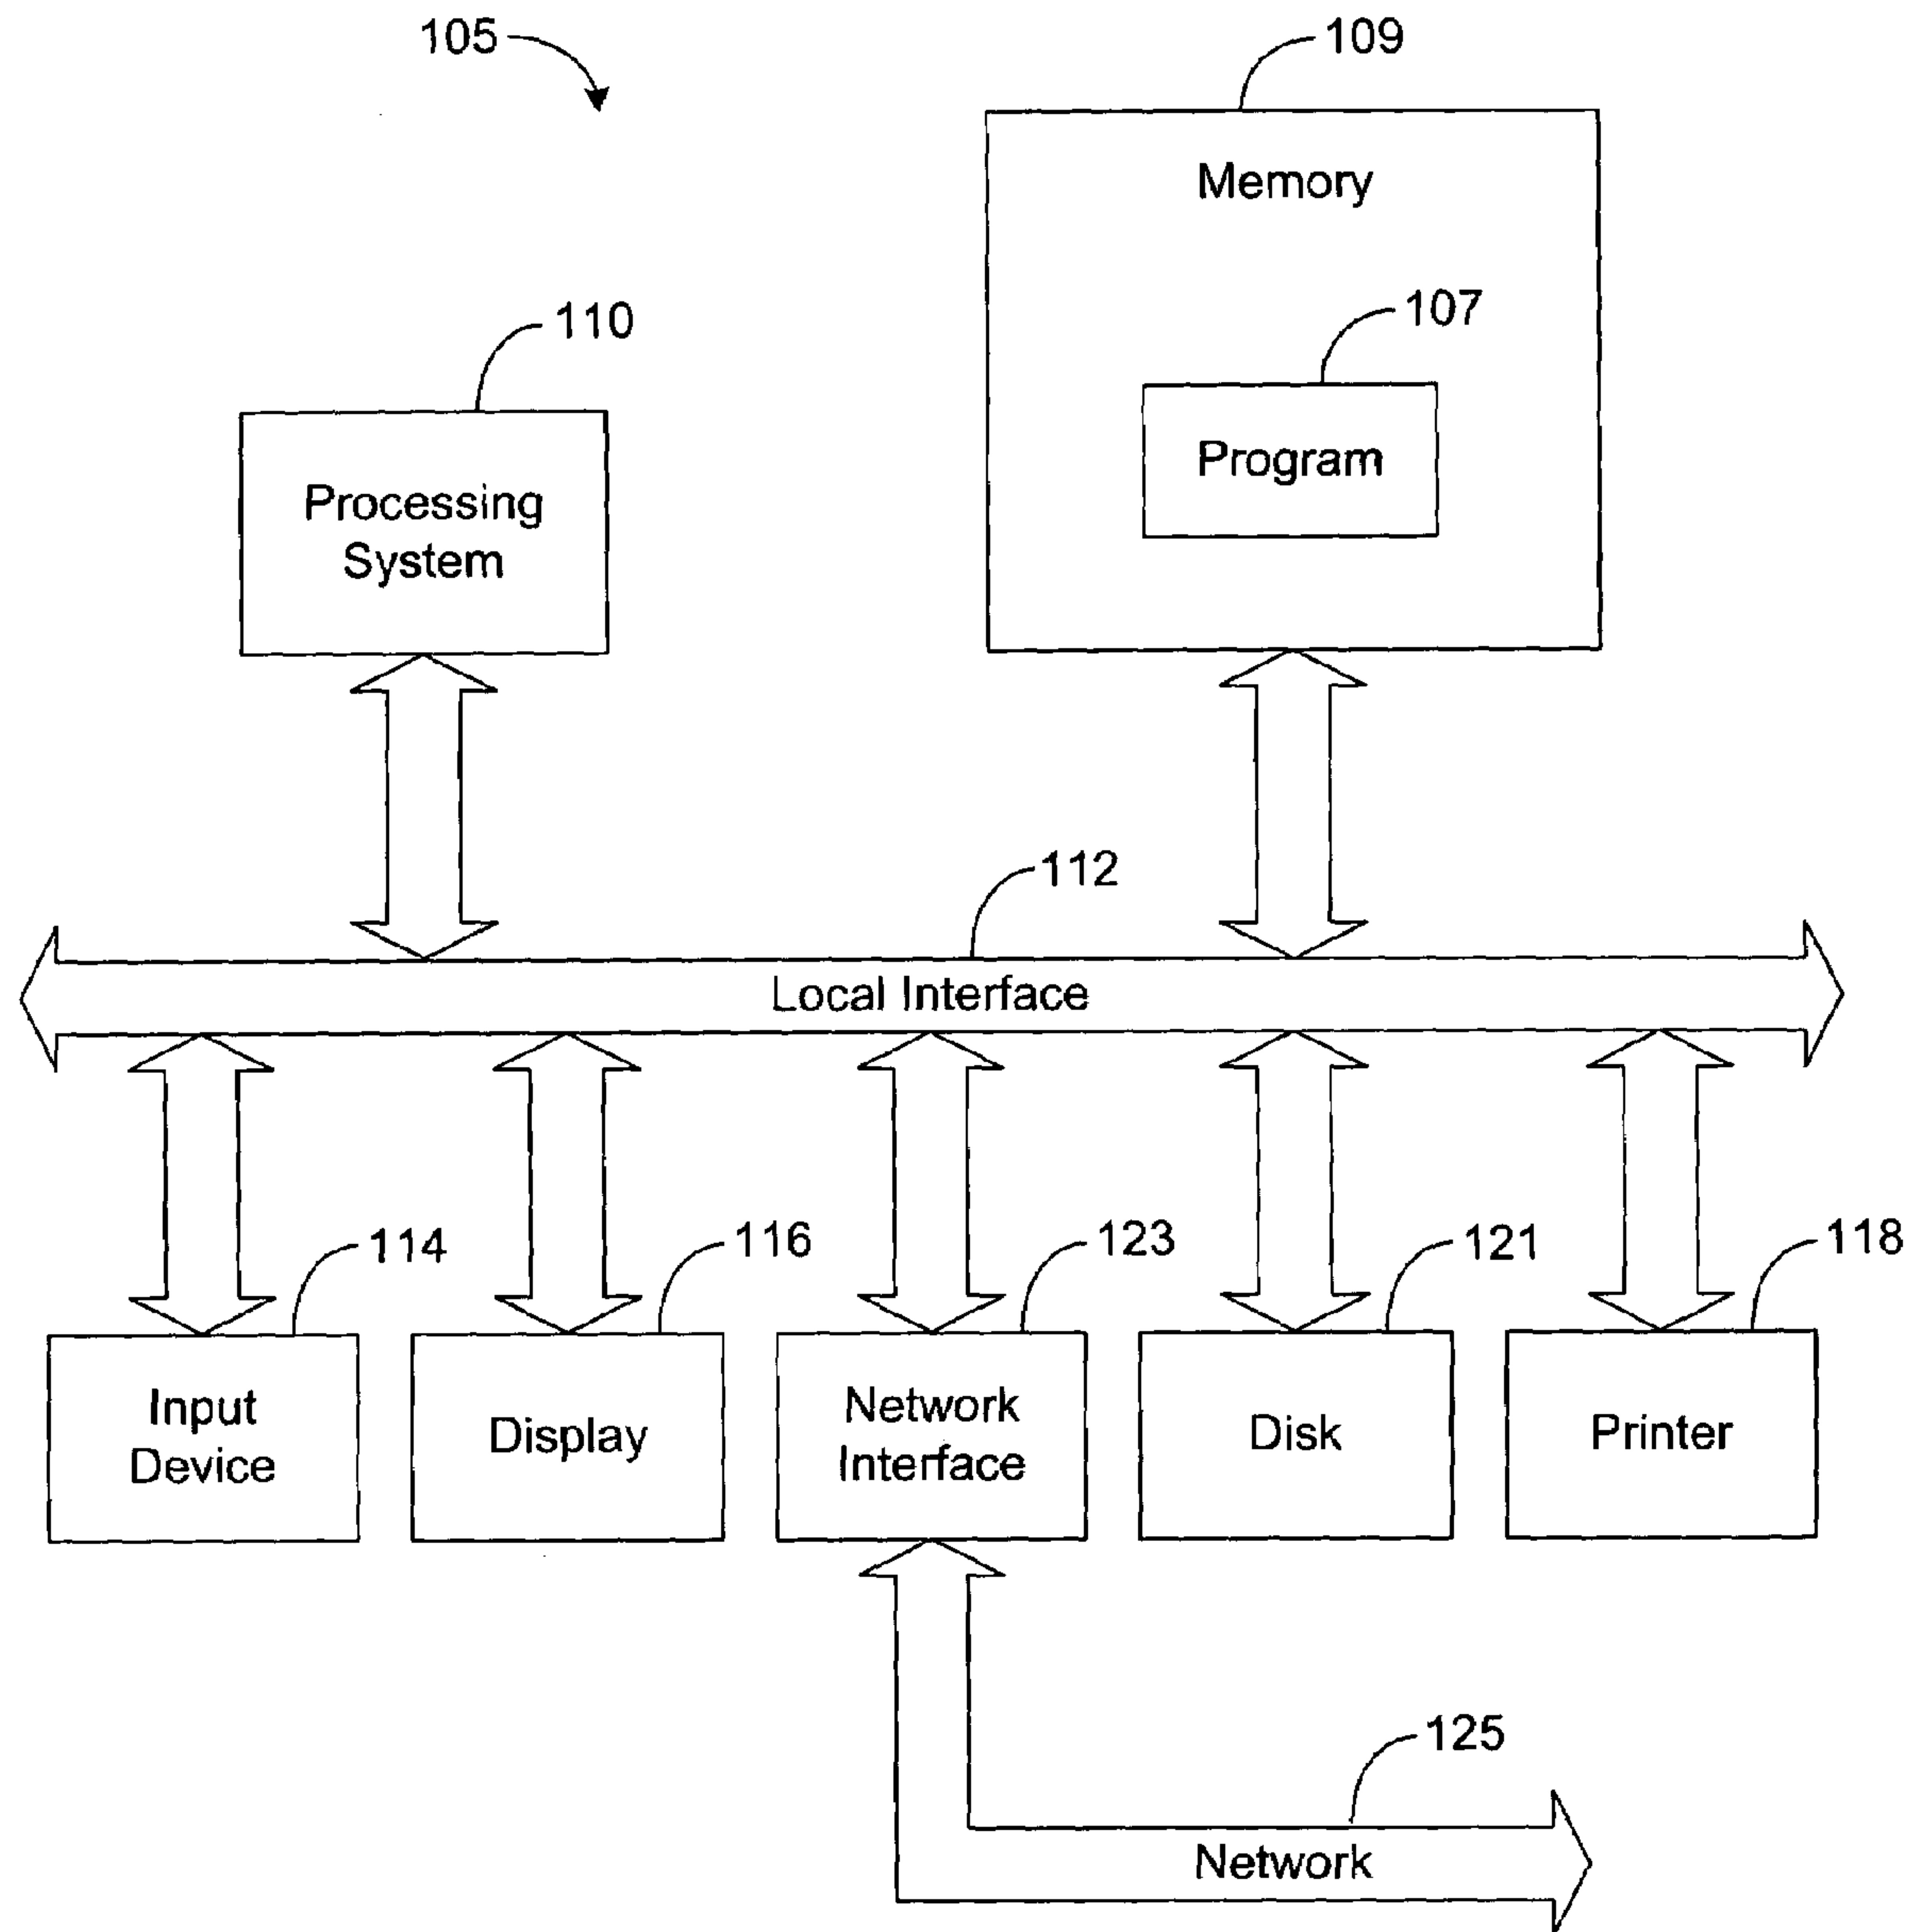 105
109
Memory
110
107
Program
Processing
System
112
Local Interface
114
116
123
121
118
Input
Device
Display
Network
Interface
Disk
Printer
125
Network